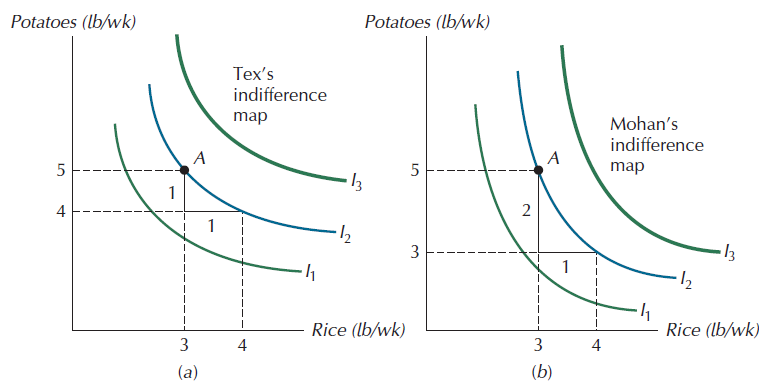 Potatoes (lb/wk)
Tex's
indifference
map
A
5
1
I3
4
1
I2
I1
Rice (lb/wk)
3
4
(a)
Potatoes (lb/wk)
Mohan's
indifference
map
A
5
2
3
1
I3
I2
I1
Rice (lb/wk)
3
4
(b)